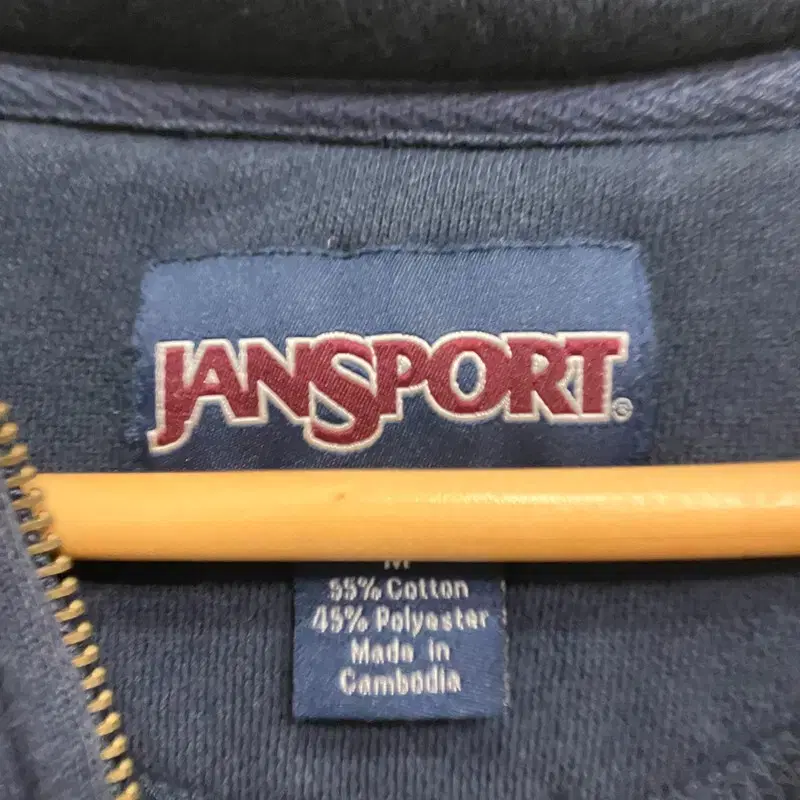 JANSPORT®
M
55% Cotton
45% Polyester
Made in
Cambodia